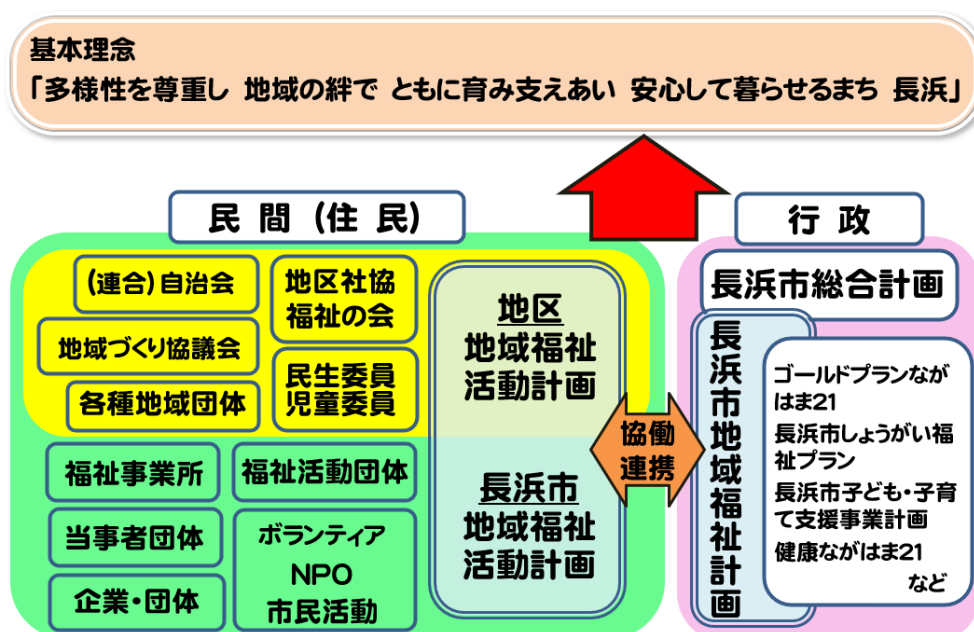 基本理念
「多様性を尊重し 地域の絆で ともに育み支えあい 安心して暮らせるまち 長浜」
民 間 (住 民)
(連合)自治会
地区社協
福祉の会
地域づくり協議会
民生委員
児童委員
各種地域団体
地区
地域福祉
活動計画
福祉事業所
福祉活動団体
当事者団体
ボランティア
NPO
市民活動
企業・団体
長浜市
地域福祉
活動計画
協働
連携
行 政
長浜市総合計画
長浜市地域福祉計画
ゴールドプランなが
はま21
長浜市しょうがい福
祉プラン
長浜市子ども・子育
て支援事業計画
健康ながはま21
など